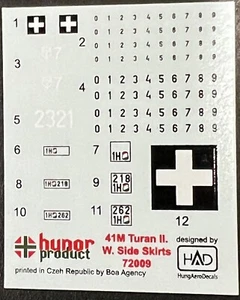 1
2
0 1 2 3 4 5 6 7 8 9
0 1 2 3 4 5 6 7 8 9
0 1 2 3 4 5 6 7 8 9
0 1 2 3 4 5 6 7 8 9
0 1 2 3 4 5 6 7 8 9
0 1 2 3 4 5 6 7 8 9
3
4
5 2321
0 1 2 3 4 5 6 7 8 9
0 1 2 3 4 5 6 7 8 9
0 1 2 3 4 5 6 7 8 9
6 1H 7 1H
8 1H 218 9 218 1H
10 1H 262 11 262 1H
12
hunor product
41M Turan II.
W. Side Skirts
72009
designed by
HAD
HungAeroDecals
printed in Czeh Republic by Boa Agency